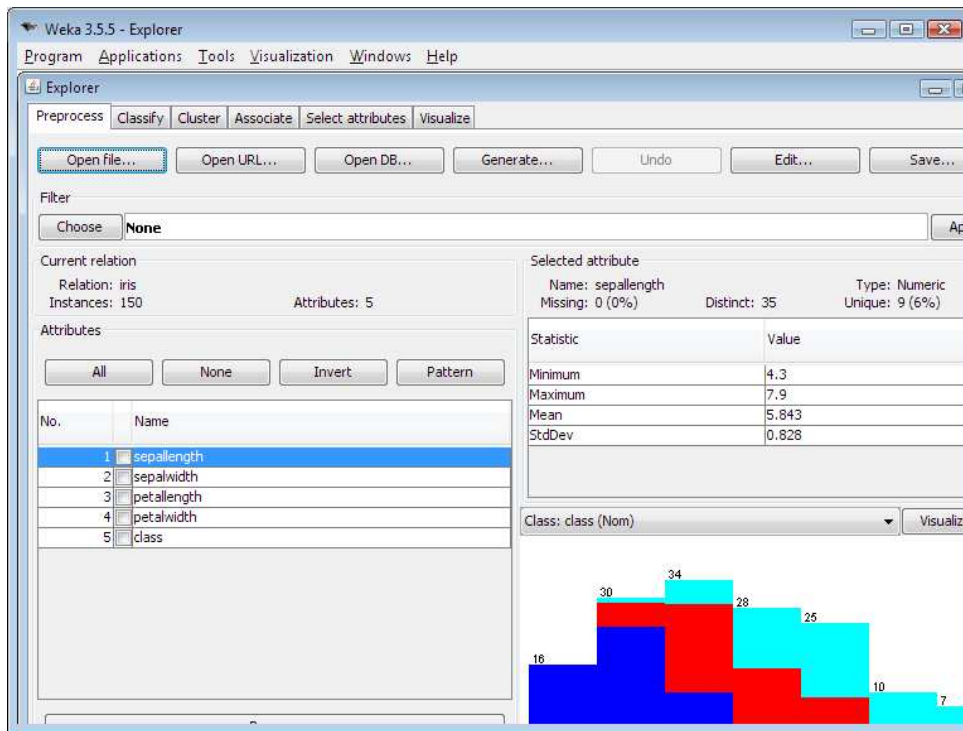 Weka 3.5.5 - Explorer
Program Applications Tools Visualization Windows Help
Explorer
Preprocess Classify Cluster Associate Select attributes Visualize
Open file... Open URL... Open DB... Generate... Undo Edit... Save...
Filter
Choose None
Current relation
Relation: iris
Instances: 150 Attributes: 5
Selected attribute
Name: sepallength Type: Numeric
Missing: 0 (0%) Distinct: 35 Unique: 9 (6%)
Attributes
All None Invert Pattern
No. Name
1 sepallength
2 sepalwidth
3 petallength
4 petalwidth
5 class
Statistic Value
Minimum 4.3
Maximum 7.9
Mean 5.843
StdDev 0.828
Class: class (Nom)
16 30 34 28 25 10 7